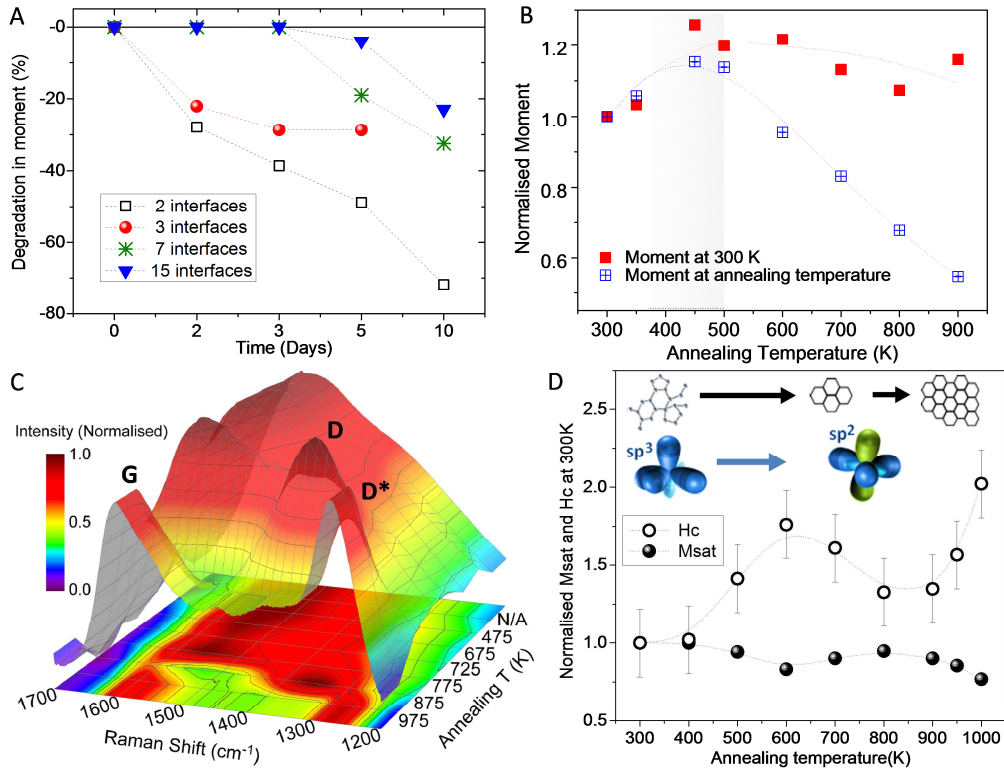 A
Degradation in moment (%)
-0
-20
-40
-60
-80
2 interfaces
3 interfaces
7 interfaces
15 interfaces
0 2 3 5 10
Time (Days)
B
Normalised Moment
1.2
1.0
0.8
0.6
Moment at 300 K
Moment at annealing temperature
300 400 500 600 700 800 900
Annealing Temperature (K)
C
Intensity (Normalised)
1.0
0.5
0.0
G
D
D*
N/A
475
675
725
775
875
975
Annealing T (K)
1700 1600 1500 1400 1300 1200
Raman Shift (cm-1)
D
Normalised Msat and Hc at 300K
2.5
2.0
1.5
1.0
0.5
sp3
sp2
Hc
Msat
300 400 500 600 700 800 900 1000
Annealing temperature(K)